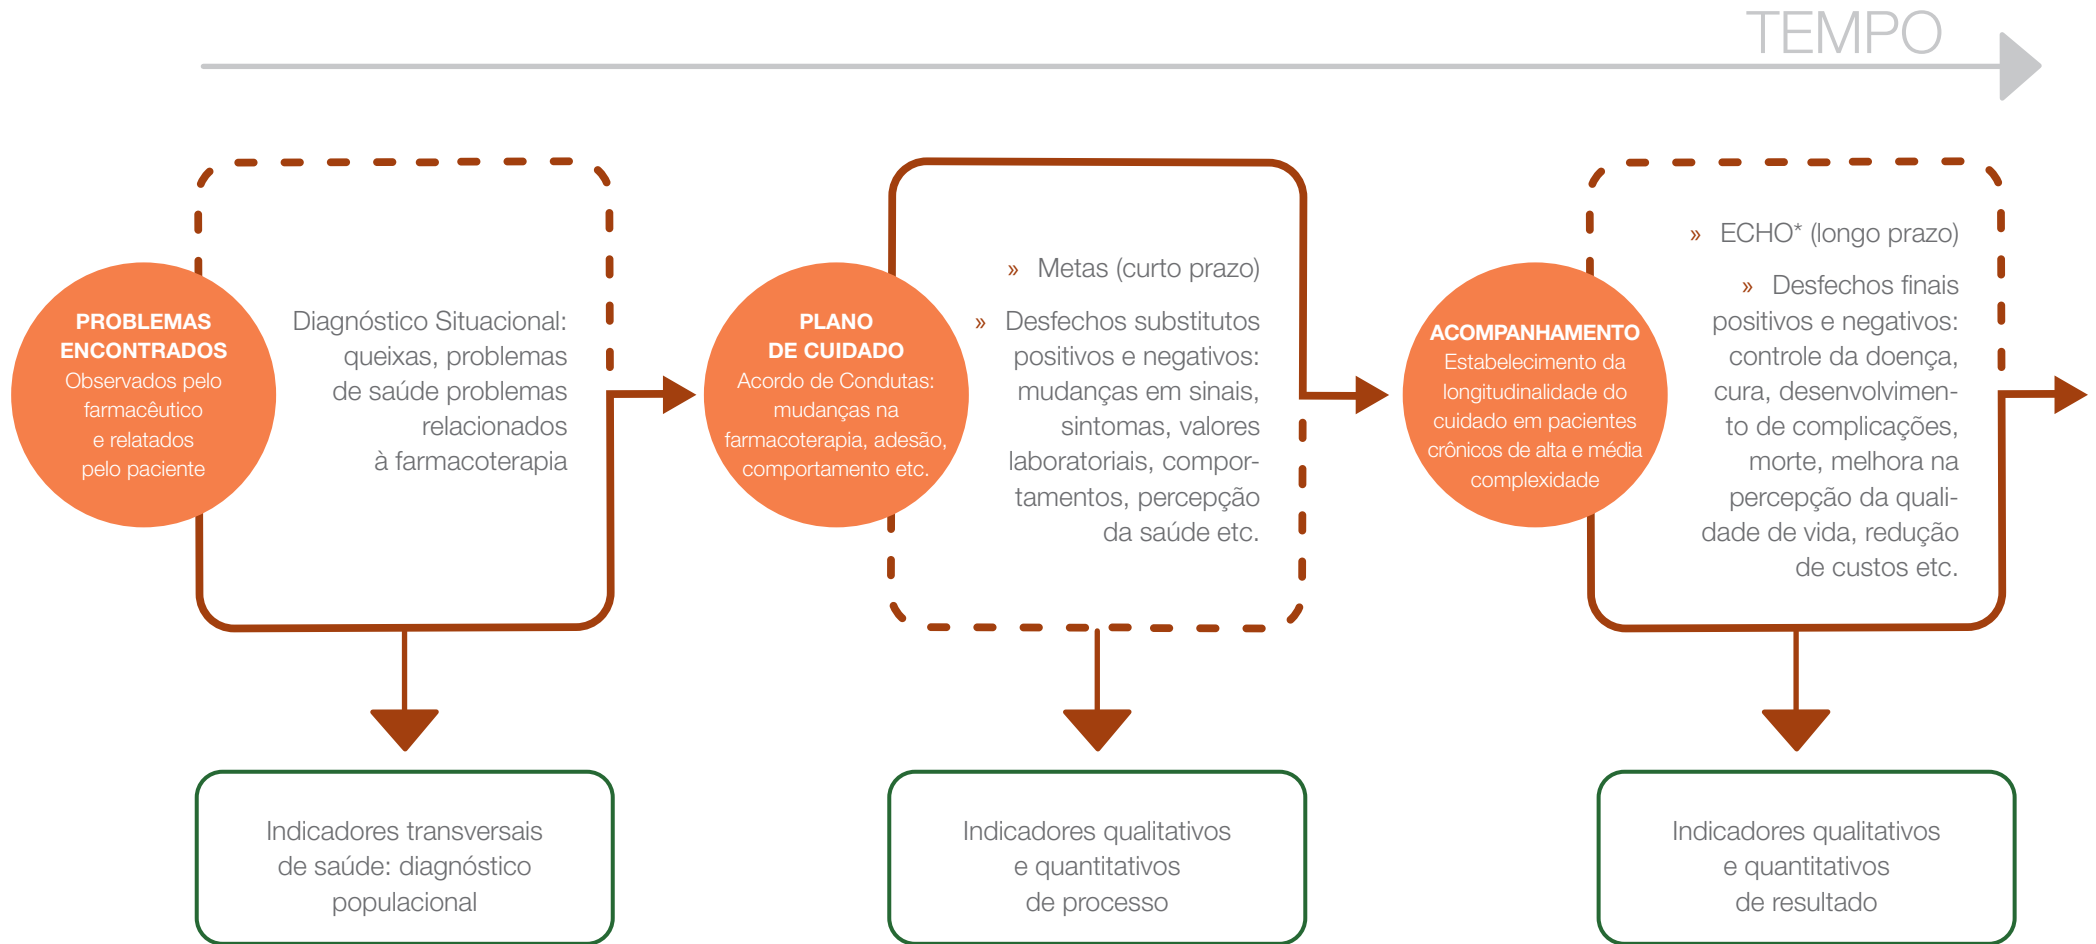 TEMPO
PROBLEMAS
ENCONTRADOS
Observados pelo
farmacêutico
e relatados
pelo paciente
Diagnóstico Situacional:
queixas, problemas
de saúde problemas
relacionados
à farmacoterapia
PLANO
DE CUIDADO
Acordo de Condutas:
mudanças na
farmacoterapia, adesão,
comportamento etc.
» Metas (curto prazo)
» Desfechos substitutos
positivos e negativos:
mudanças em sinais,
sintomas, valores
laboratoriais, compor-
tamentos, percepção
da saúde etc.
ACOMPANHAMENTO
Estabelecimento da
longitudinalidade do
cuidado em pacientes
crônicos de alta e média
complexidade
» ECHO* (longo prazo)
» Desfechos finais
positivos e negativos:
controle da doença,
cura, desenvolvimen-
to de complicações,
morte, melhora na
percepção da quali-
dade de vida, redução
de custos etc.
Indicadores transversais
de saúde: diagnóstico
populacional
Indicadores qualitativos
e quantitativos
de processo
Indicadores qualitativos
e quantitativos
de resultado